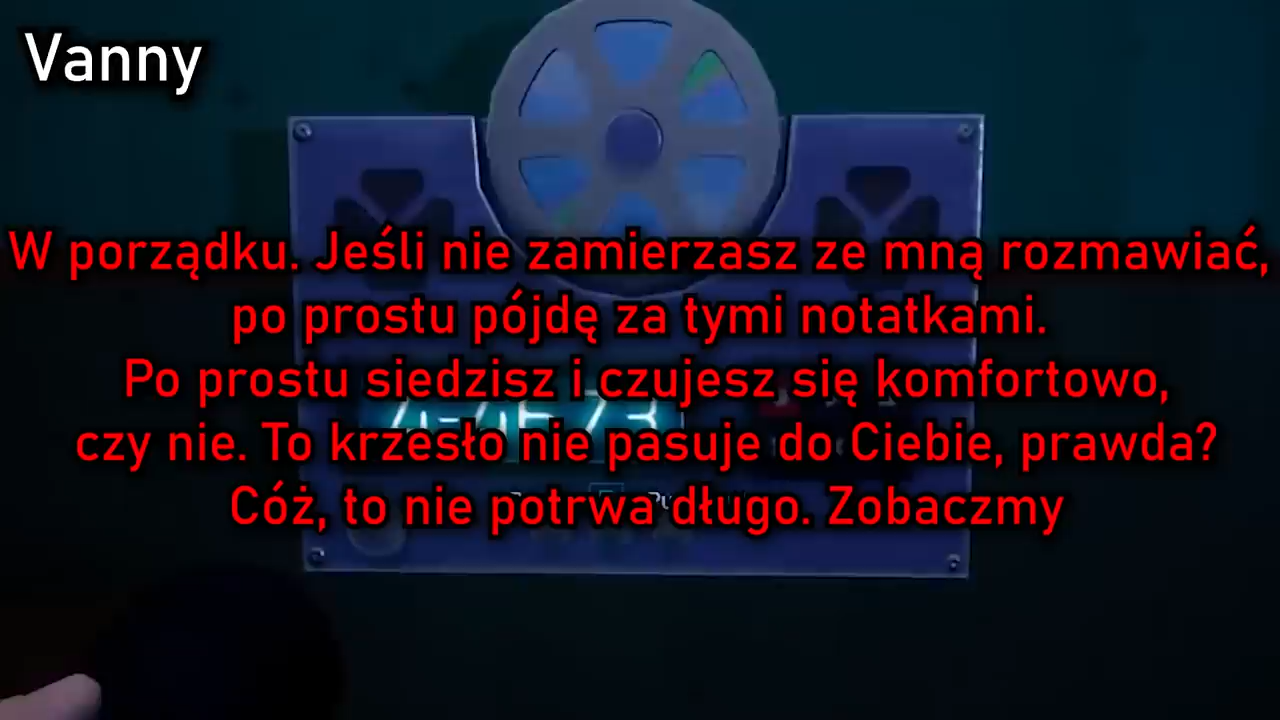 Vanny
W porządku. Jeśli nie zamierzasz ze mną rozmawiać,
po prostu pójdę za tymi notatkami.
Po prostu siedzisz i czujesz się komfortowo,
czy nie. To krzesło nie pasuje do Ciebie, prawda?
Cóż, to nie potrwa długo. Zobaczmy